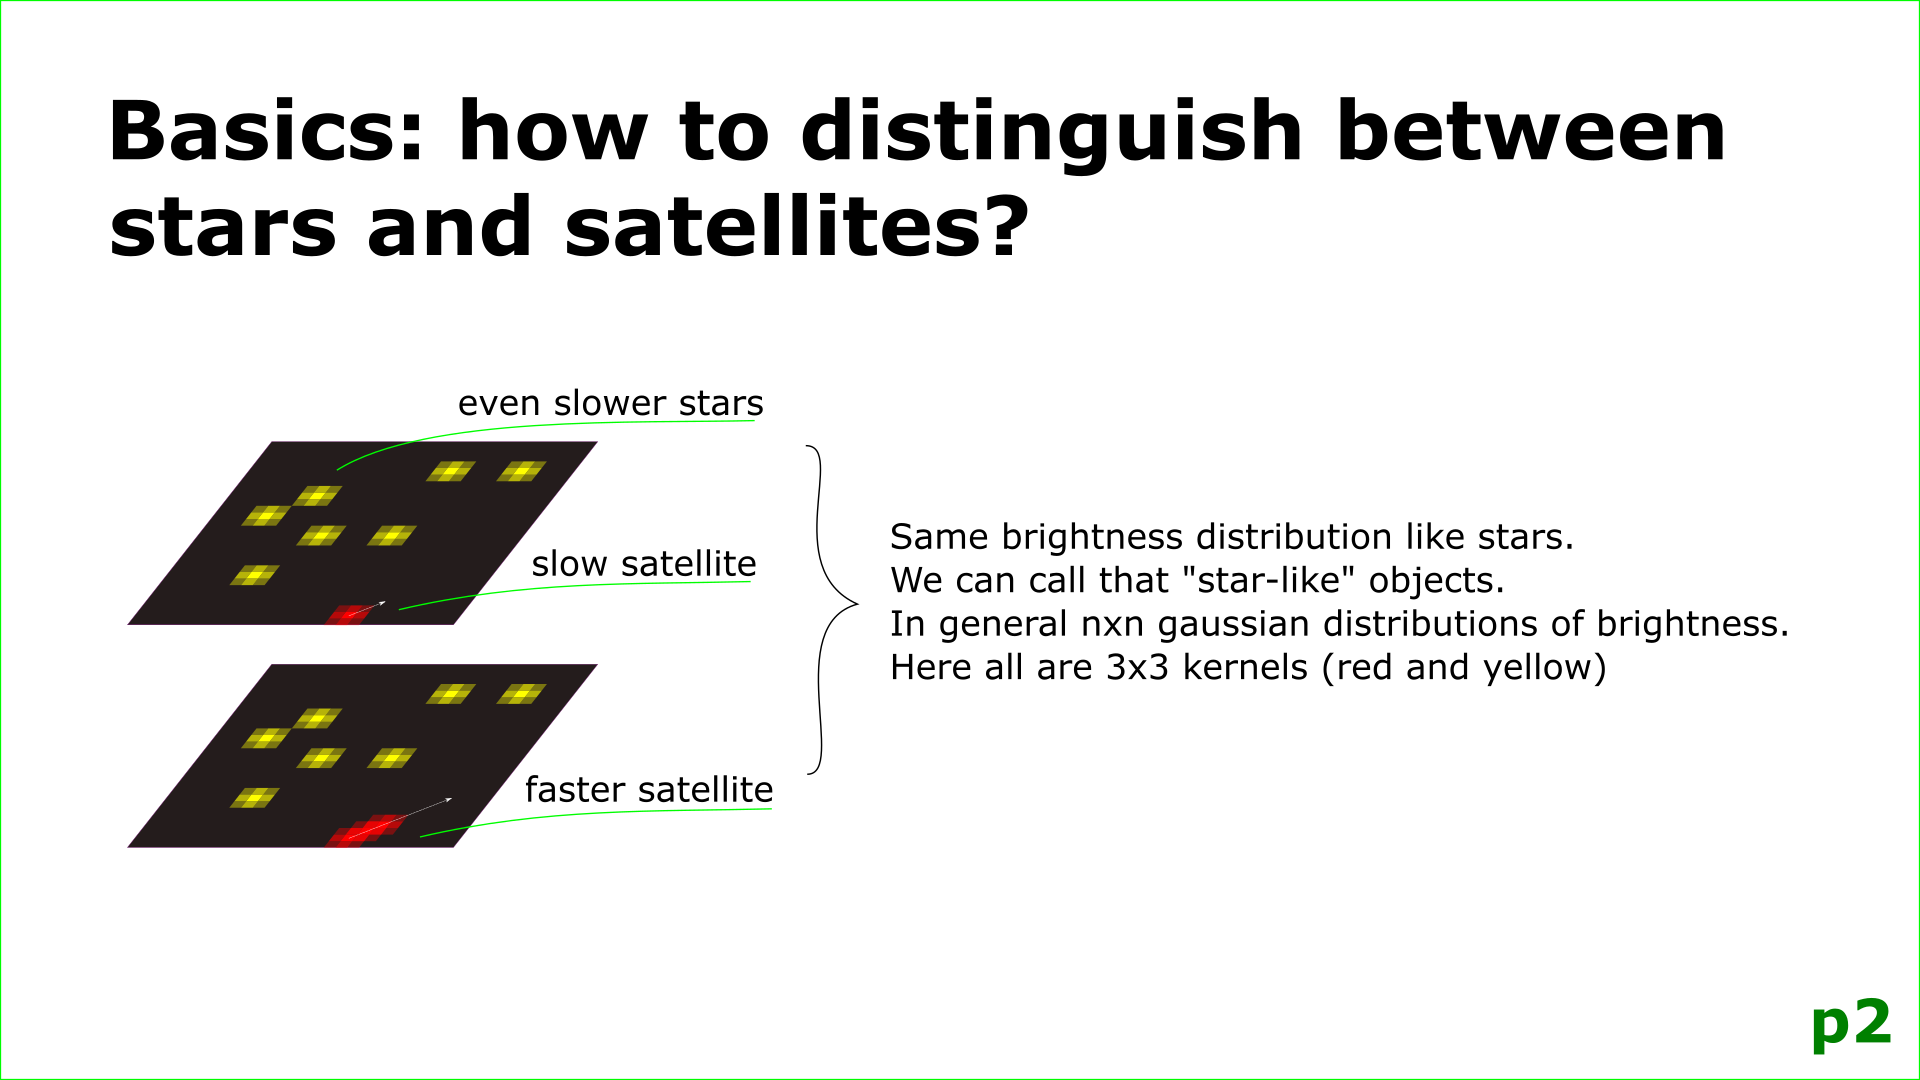 Basics: how to distinguish between
stars and satellites?
even slower stars
slow satellite
faster satellite
Same brightness distribution like stars.
We can call that "star-like" objects.
In general nxn gaussian distributions of brightness.
Here all are 3x3 kernels (red and yellow)
p2